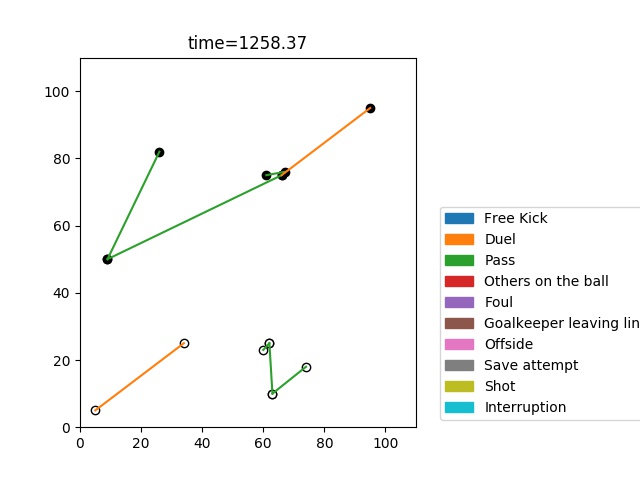 time=1258.37
100
80
60
40
20
0
0 20 40 60 80 100
Free Kick
Duel
Pass
Others on the ball
Foul
Goalkeeper leaving lin
Offside
Save attempt
Shot
Interruption